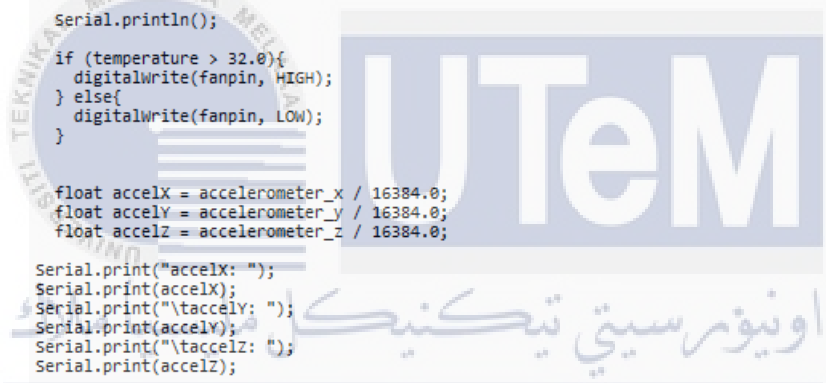 Serial.println();
if (temperature > 32.0){
digitalWrite(fanpin, HIGH);
} else{
digitalWrite(fanpin, LOW);
}
float accelX = accelerometer_x / 16384.0;
float accelY = accelerometer_y / 16384.0;
float accelZ = accelerometer_z / 16384.0;
Serial.print("accelX: ");
Serial.print(accelX);
Serial.print("\taccelY: ");
Serial.print(accelY);
Serial.print("\taccelZ: ");
Serial.print(accelZ);
UTeM
TEKNIKAL
اونيۏرسيتي تيكنيكل